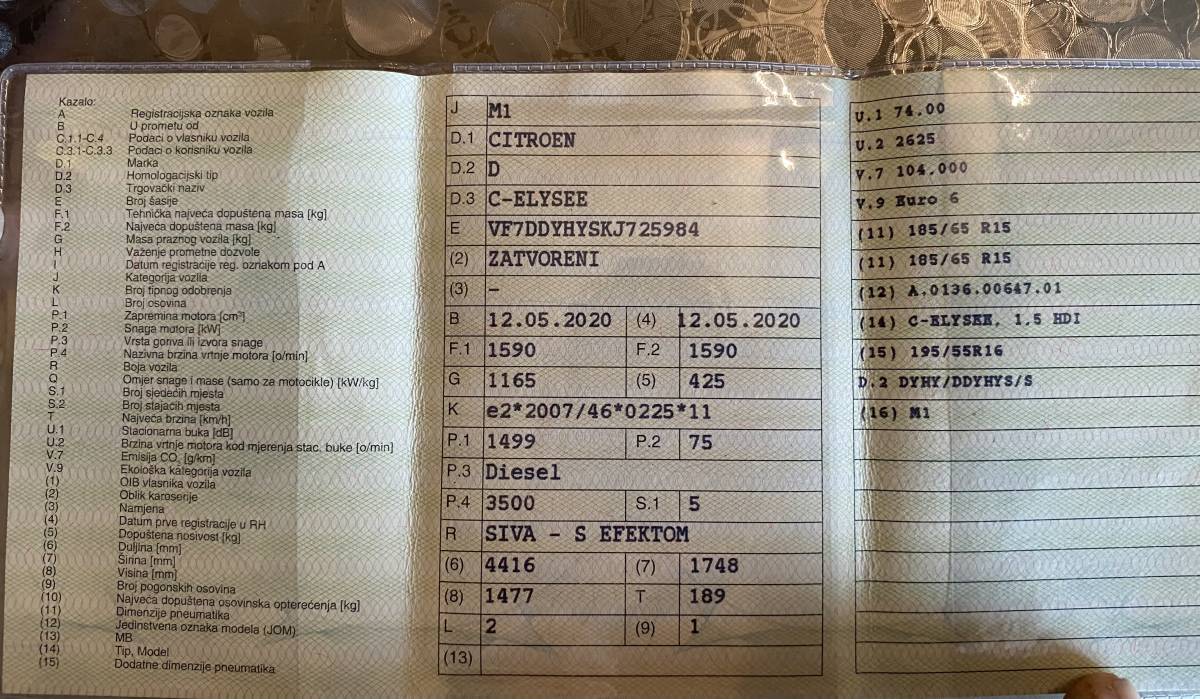 Kazalo:
A Registracijska oznaka vozila
B U prometu od
C.1.1-C.4 Podaci o vlasniku vozila
C.3.1-C.3.3 Podaci o korisniku vozila
D.1 Marka
D.2 Homologacijski tip
D.3 Trgovački naziv
E Broj šasije
F.1 Tehnička najveća dopuštena masa [kg]
F.2 Najveća dopuštena masa [kg]
G Masa praznog vozila [kg]
H Važenje prometne dozvole
I Datum registracije reg. oznakom pod A
J Kategorija vozila
K Broj tipnog odobrenja
L Broj osovina
P.1 Zapremina motora [cm³]
P.2 Snaga motora [kW]
P.3 Vrsta goriva ili izvora snage
P.4 Nazivna brzina vrtnje motora [o/min]
R Boja vozila
Q Omjer snage i mase (samo za motocikle) [kW/kg]
S.1 Broj sjedećih mjesta
S.2 Broj stajaćih mjesta
T Najveća brzina [km/h]
U.1 Stacionarna buka [dB]
U.2 Brzina vrtnje motora kod mjerenja stac. buke [o/min]
V.7 Emisija CO₂ [g/km]
V.9 Ekološka kategorija vozila
(1) OIB vlasnika vozila
(2) Oblik karoserije
(3) Namjena
(4) Datum prve registracije u RH
(5) Dopuštena nosivost [kg]
(6) Duljina [mm]
(7) Širina [mm]
(8) Visina [mm]
(9) Broj pogonskih osovina
(10) Najveća dopuštena osovinska opterećenja [kg]
(11) Dimenzije pneumatika
(12) Jedinstvena oznaka modela (JOM)
(13) MB
(14) Tip, Model
(15) Dodatne dimenzije pneumatika
J M1
D.1 CITROEN
D.2 D
D.3 C-ELYSEE
E VF7DDYHYSKJ725984
(2) ZATVORENI
(3) –
B 12.05.2020 (4) 12.05.2020
F.1 1590 F.2 1590
G 1165 (5) 425
K e2*2007/46*0225*11
P.1 1499 P.2 75
P.3 Diesel
P.4 3500 S.1 5
R SIVA - S EFEKTOM
(6) 4416 (7) 1748
(8) 1477 T 189
L 2 (9) 1
(13)
U.1 74.00
U.2 2625
V.7 104.000
V.9 Euro 6
(11) 185/65 R15
(11) 185/65 R15
(12) A.0136.00647.01
(14) C-ELYSEE, 1.5 HDI
(15) 195/55R16
D.2 DYHY/DDYHYS/S
(16) M1